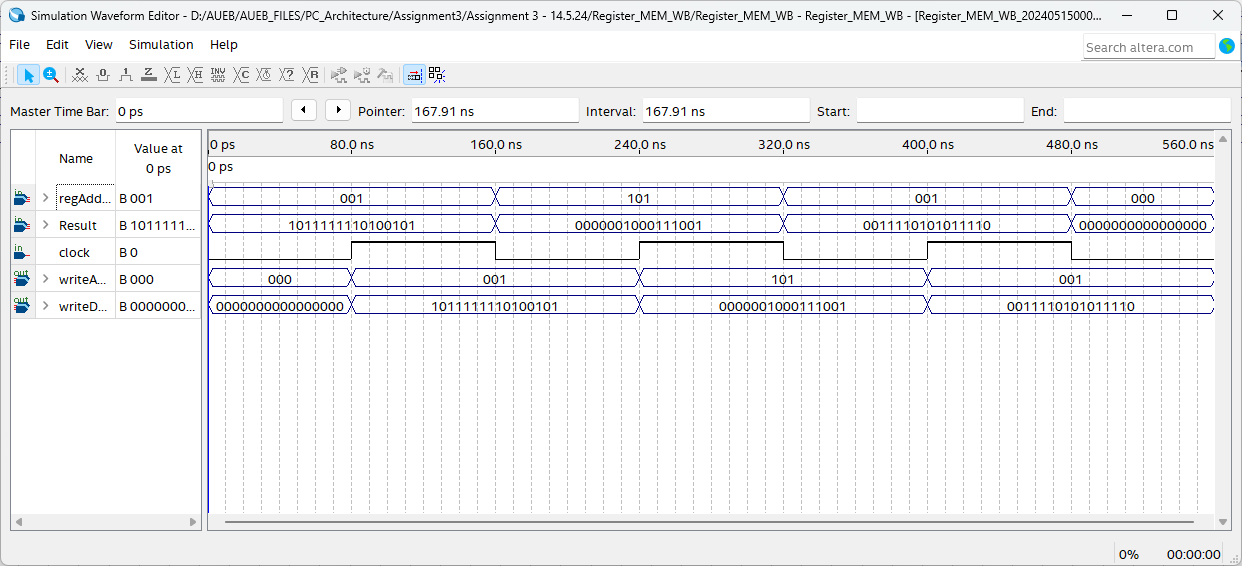 Simulation Waveform Editor - D:/AUEB/AUEB_FILES/PC_Architecture/Assignment3/Assignment 3 - 14.5.24/Register_MEM_WB/Register_MEM_WB - Register_MEM_WB - [Register_MEM_WB_20240515000...
File Edit View Simulation Help
Search altera.com
Master Time Bar: 0 ps Pointer: 167.91 ns Interval: 167.91 ns Start: End:
Name Value at 0 ps
0 ps 80.0 ns 160.0 ns 240.0 ns 320.0 ns 400.0 ns 480.0 ns 560.0 ns
0 ps
in regAdd... B 001 001 101 001 000
in Result B 1011111... 1011111110100101 0000001000111001 0011110101011110 0000000000000000
in clock B 0
out writeA... B 000 000 001 101 001
out writeD... B 0000000... 0000000000000000 1011111110100101 0000001000111001 0011110101011110
0% 00:00:00